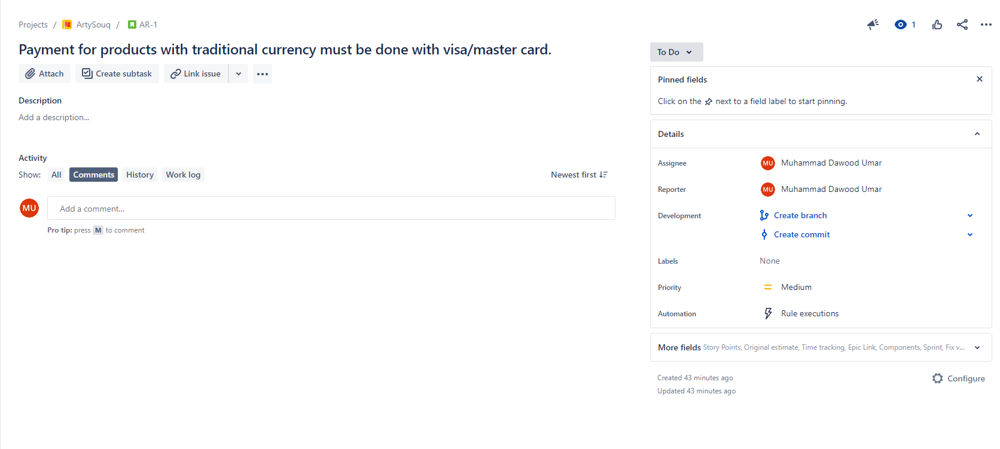 Projects / ArtySouq / AR-1
1
Payment for products with traditional currency must be done with visa/master card.
Attach Create subtask Link issue
Description
Add a description...
Activity
Show: All Comments History Work log Newest first
MU Add a comment...
Pro tip: press M to comment
To Do
Pinned fields
Click on the next to a field label to start pinning.
Details
Assignee MU Muhammad Dawood Umar
Reporter MU Muhammad Dawood Umar
Development Create branch
Create commit
Labels None
Priority Medium
Automation Rule executions
More fields Story Points, Original estimate, Time tracking, Epic Link, Components, Sprint, Fix v...
Created 43 minutes ago Configure
Updated 43 minutes ago